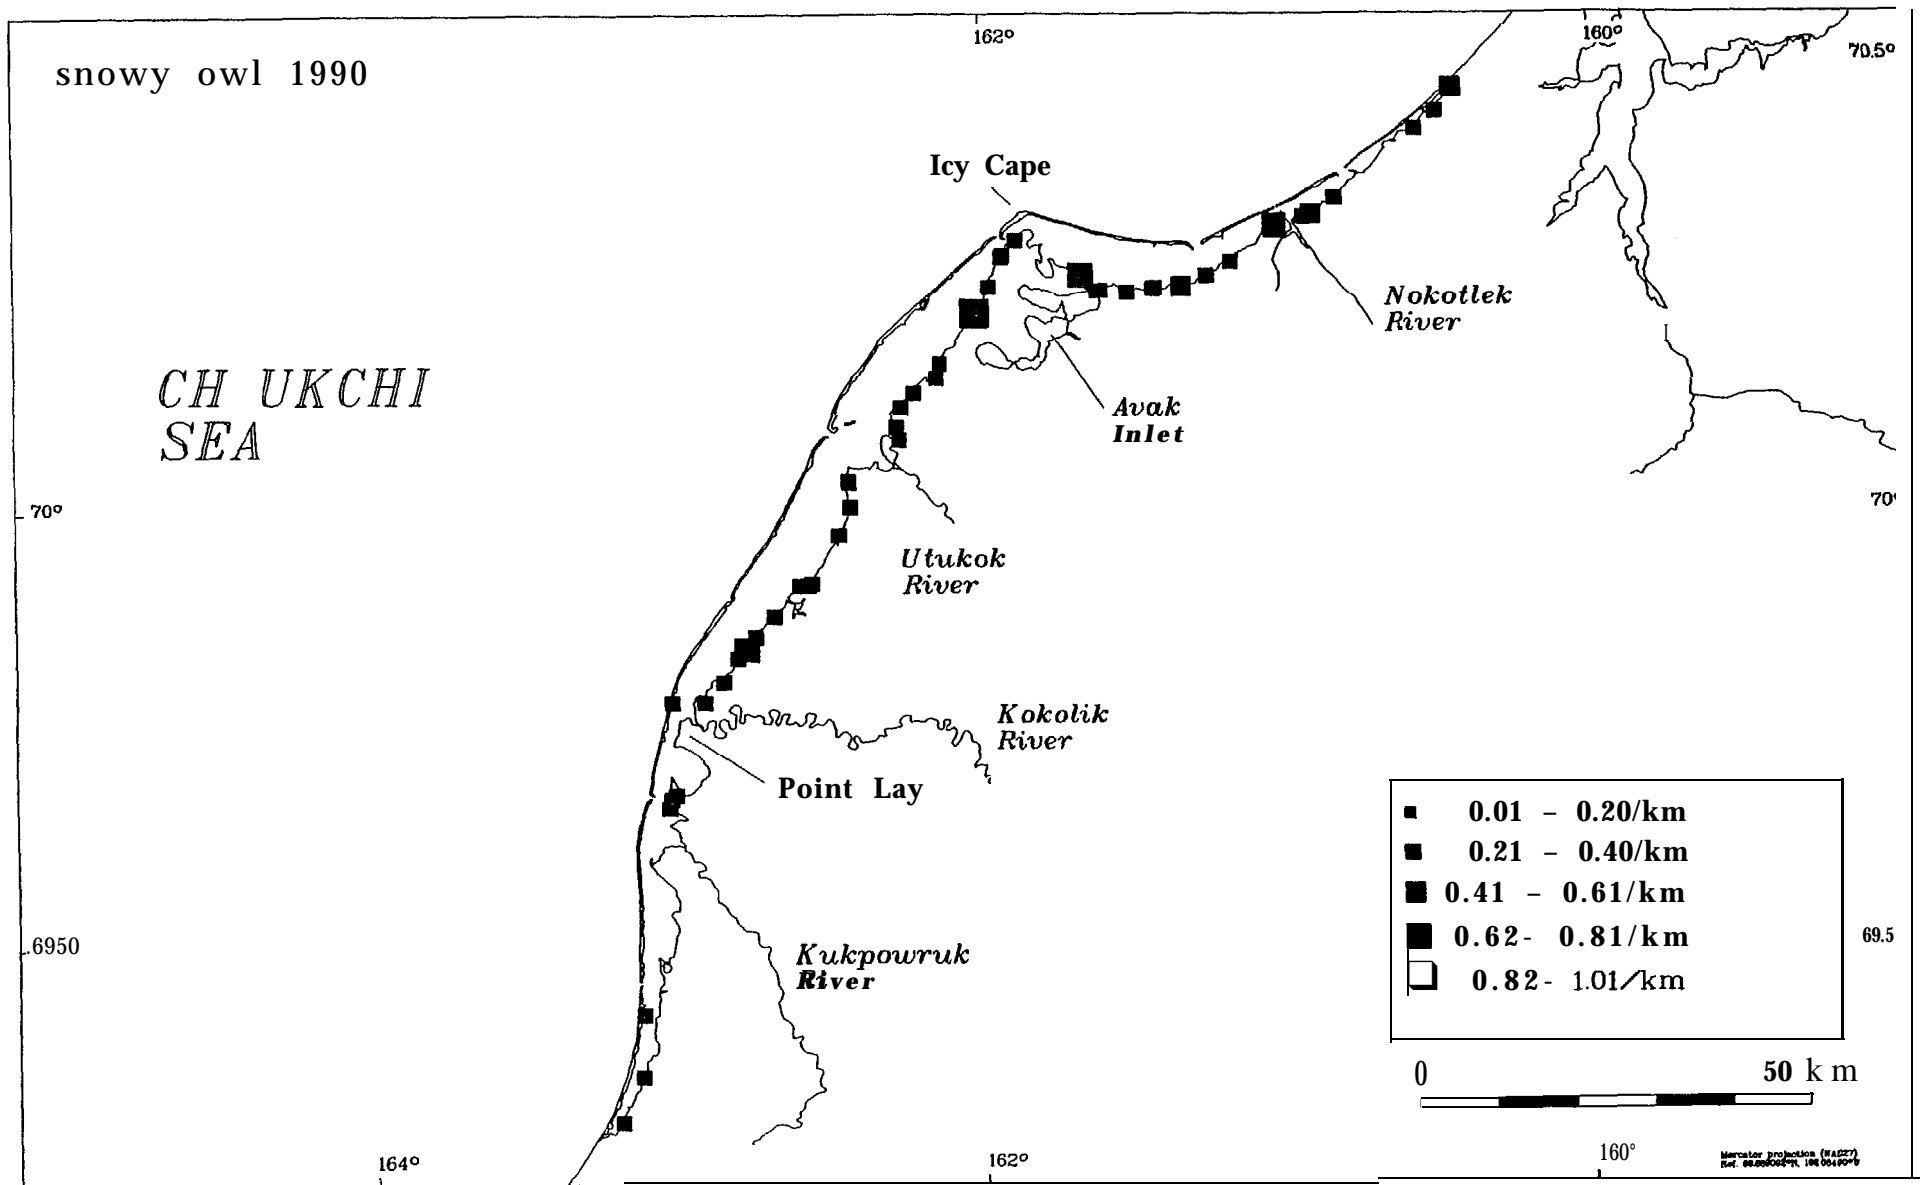 162°
160°
70.5°
snowy owl 1990
Icy Cape
Nokotlek
River
CH UKCHI
SEA
Avak
Inlet
70°
70°
Utukok
River
Kokolik
River
Point Lay
0.01 – 0.20/km
0.21 – 0.40/km
0.41 – 0.61/km
0.62- 0.81/km
0.82- 1.01/km
.6950
69.5
Kukpowruk
River
0 50 km
164°
162°
160°
Mercator projection (NAD27)